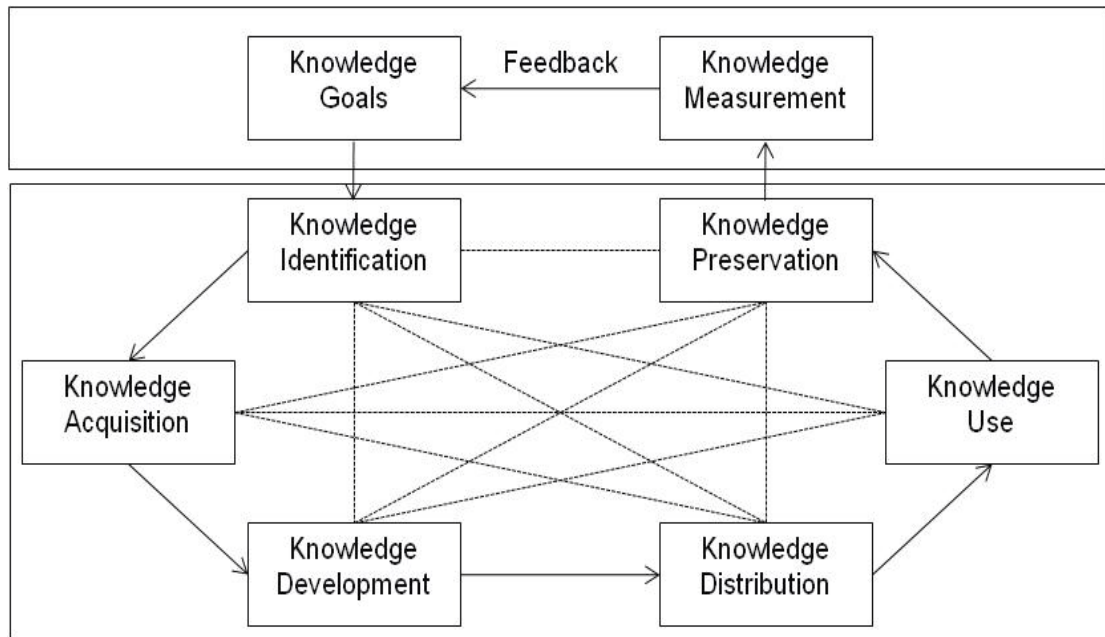 Knowledge
Goals
Feedback
Knowledge
Measurement
Knowledge
Identification
Knowledge
Preservation
Knowledge
Acquisition
Knowledge
Use
Knowledge
Development
Knowledge
Distribution